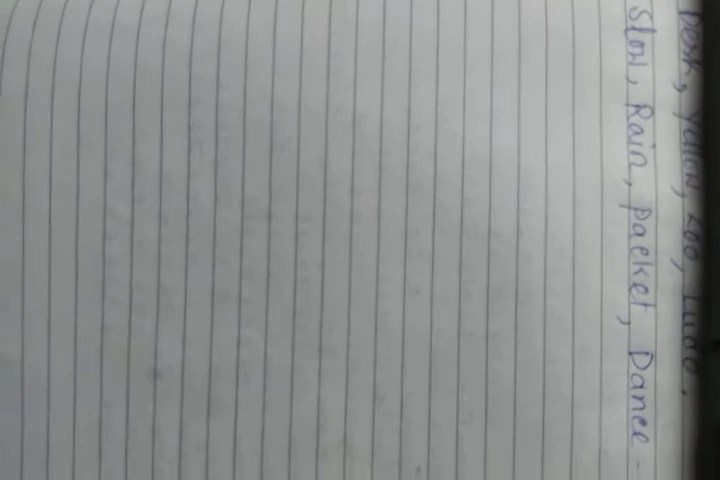 Desk, Yellow, Zoo, Ludo.
Slow, Rain, Packet, Dance